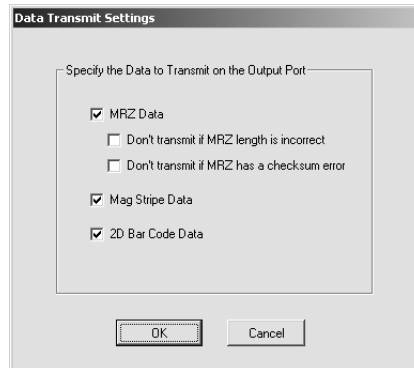 Data Transmit Settings
Specify the Data to Transmit on the Output Port
MRZ Data
Don't transmit if MRZ length is incorrect
Don't transmit if MRZ has a checksum error
Mag Stripe Data
2D Bar Code Data
OK Cancel